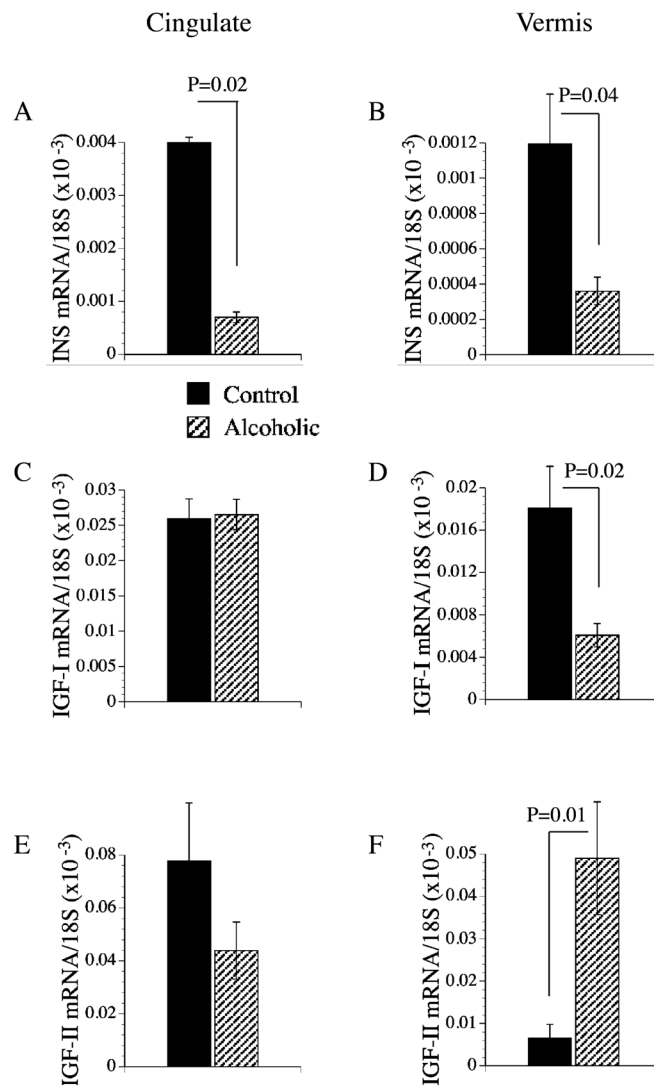 Cingulate
Vermis
A
P=0.02
INS mRNA/18S (x10⁻³)
0.004
0.003
0.002
0.001
0
B
P=0.04
INS mRNA/18S (x10⁻³)
0.0012
0.001
0.0008
0.0006
0.0004
0.0002
0
Control
Alcoholic
C
IGF-I mRNA/18S (x10⁻³)
0.03
0.025
0.02
0.015
0.01
0.005
0
D
P=0.02
IGF-I mRNA/18S (x10⁻³)
0.02
0.016
0.012
0.008
0.004
0
E
IGF-II mRNA/18S (x10⁻³)
0.08
0.06
0.04
0.02
0
F
P=0.01
IGF-II mRNA/18S (x10⁻³)
0.05
0.04
0.03
0.02
0.01
0